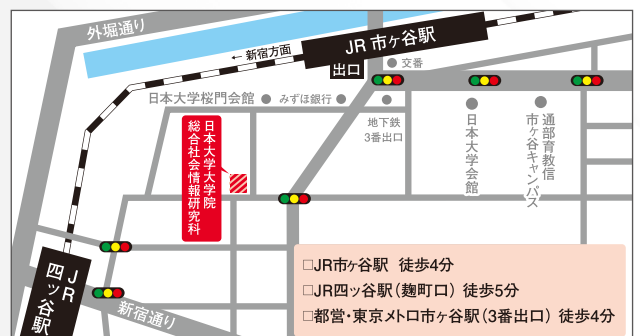 外堀通り
JR 市ヶ谷駅
← 新宿方面
出口
交番
日本大学桜門会館
みずほ銀行
地下鉄
3番出口
日本大学会館
通信教育部
市ヶ谷キャンパス
日本大学大学院
総合社会情報研究科
JR
四ッ谷駅
新宿通り
□JR市ヶ谷駅 徒歩4分
□JR四ッ谷駅（麹町口）徒歩5分
□都営・東京メトロ市ヶ谷駅（3番出口）徒歩4分